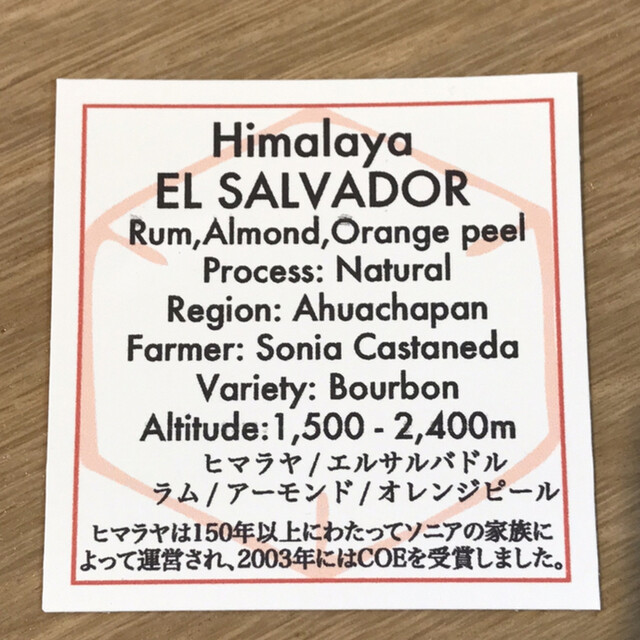 Himalaya
EL SALVADOR
Rum,Almond,Orange peel
Process: Natural
Region: Ahuachapan
Farmer: Sonia Castaneda
Variety: Bourbon
Altitude:1,500 - 2,400m
ヒマラヤ/エルサルバドル
ラム/アーモンド/オレンジピール
ヒマラヤは150年以上にわたってソニアの家族に
よって運営され、2003年にはCOEを受賞しました。